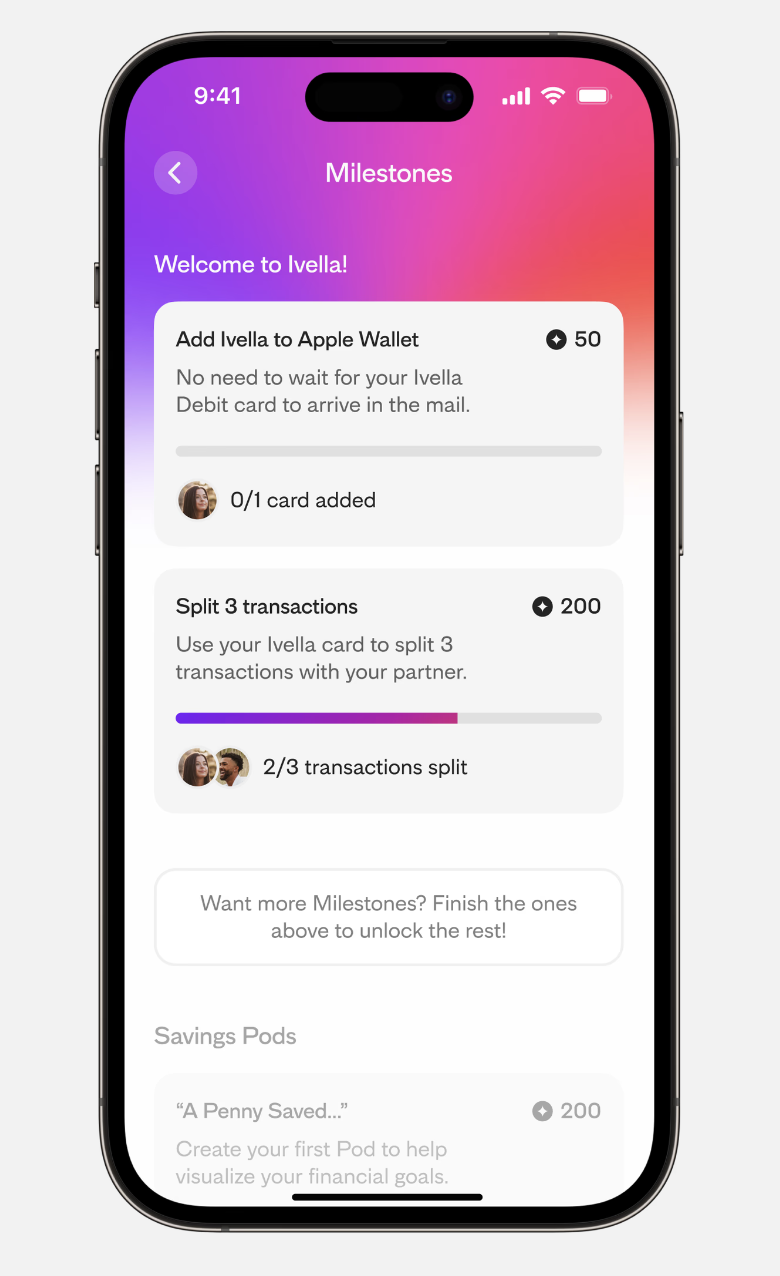 9:41
Milestones
Welcome to Ivella!
Add Ivella to Apple Wallet 50
No need to wait for your Ivella
Debit card to arrive in the mail.
0/1 card added
Split 3 transactions 200
Use your Ivella card to split 3
transactions with your partner.
2/3 transactions split
Want more Milestones? Finish the ones
above to unlock the rest!
Savings Pods
“A Penny Saved...” 200
Create your first Pod to help
visualize your financial goals.